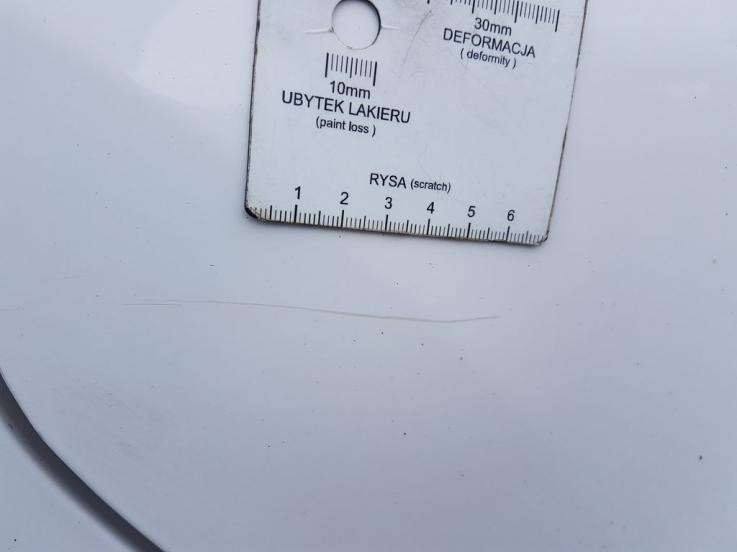 30mm
DEFORMACJA
( deformity )
10mm
UBYTEK LAKIERU
(paint loss )
RYSA (scratch)
1 2 3 4 5 6